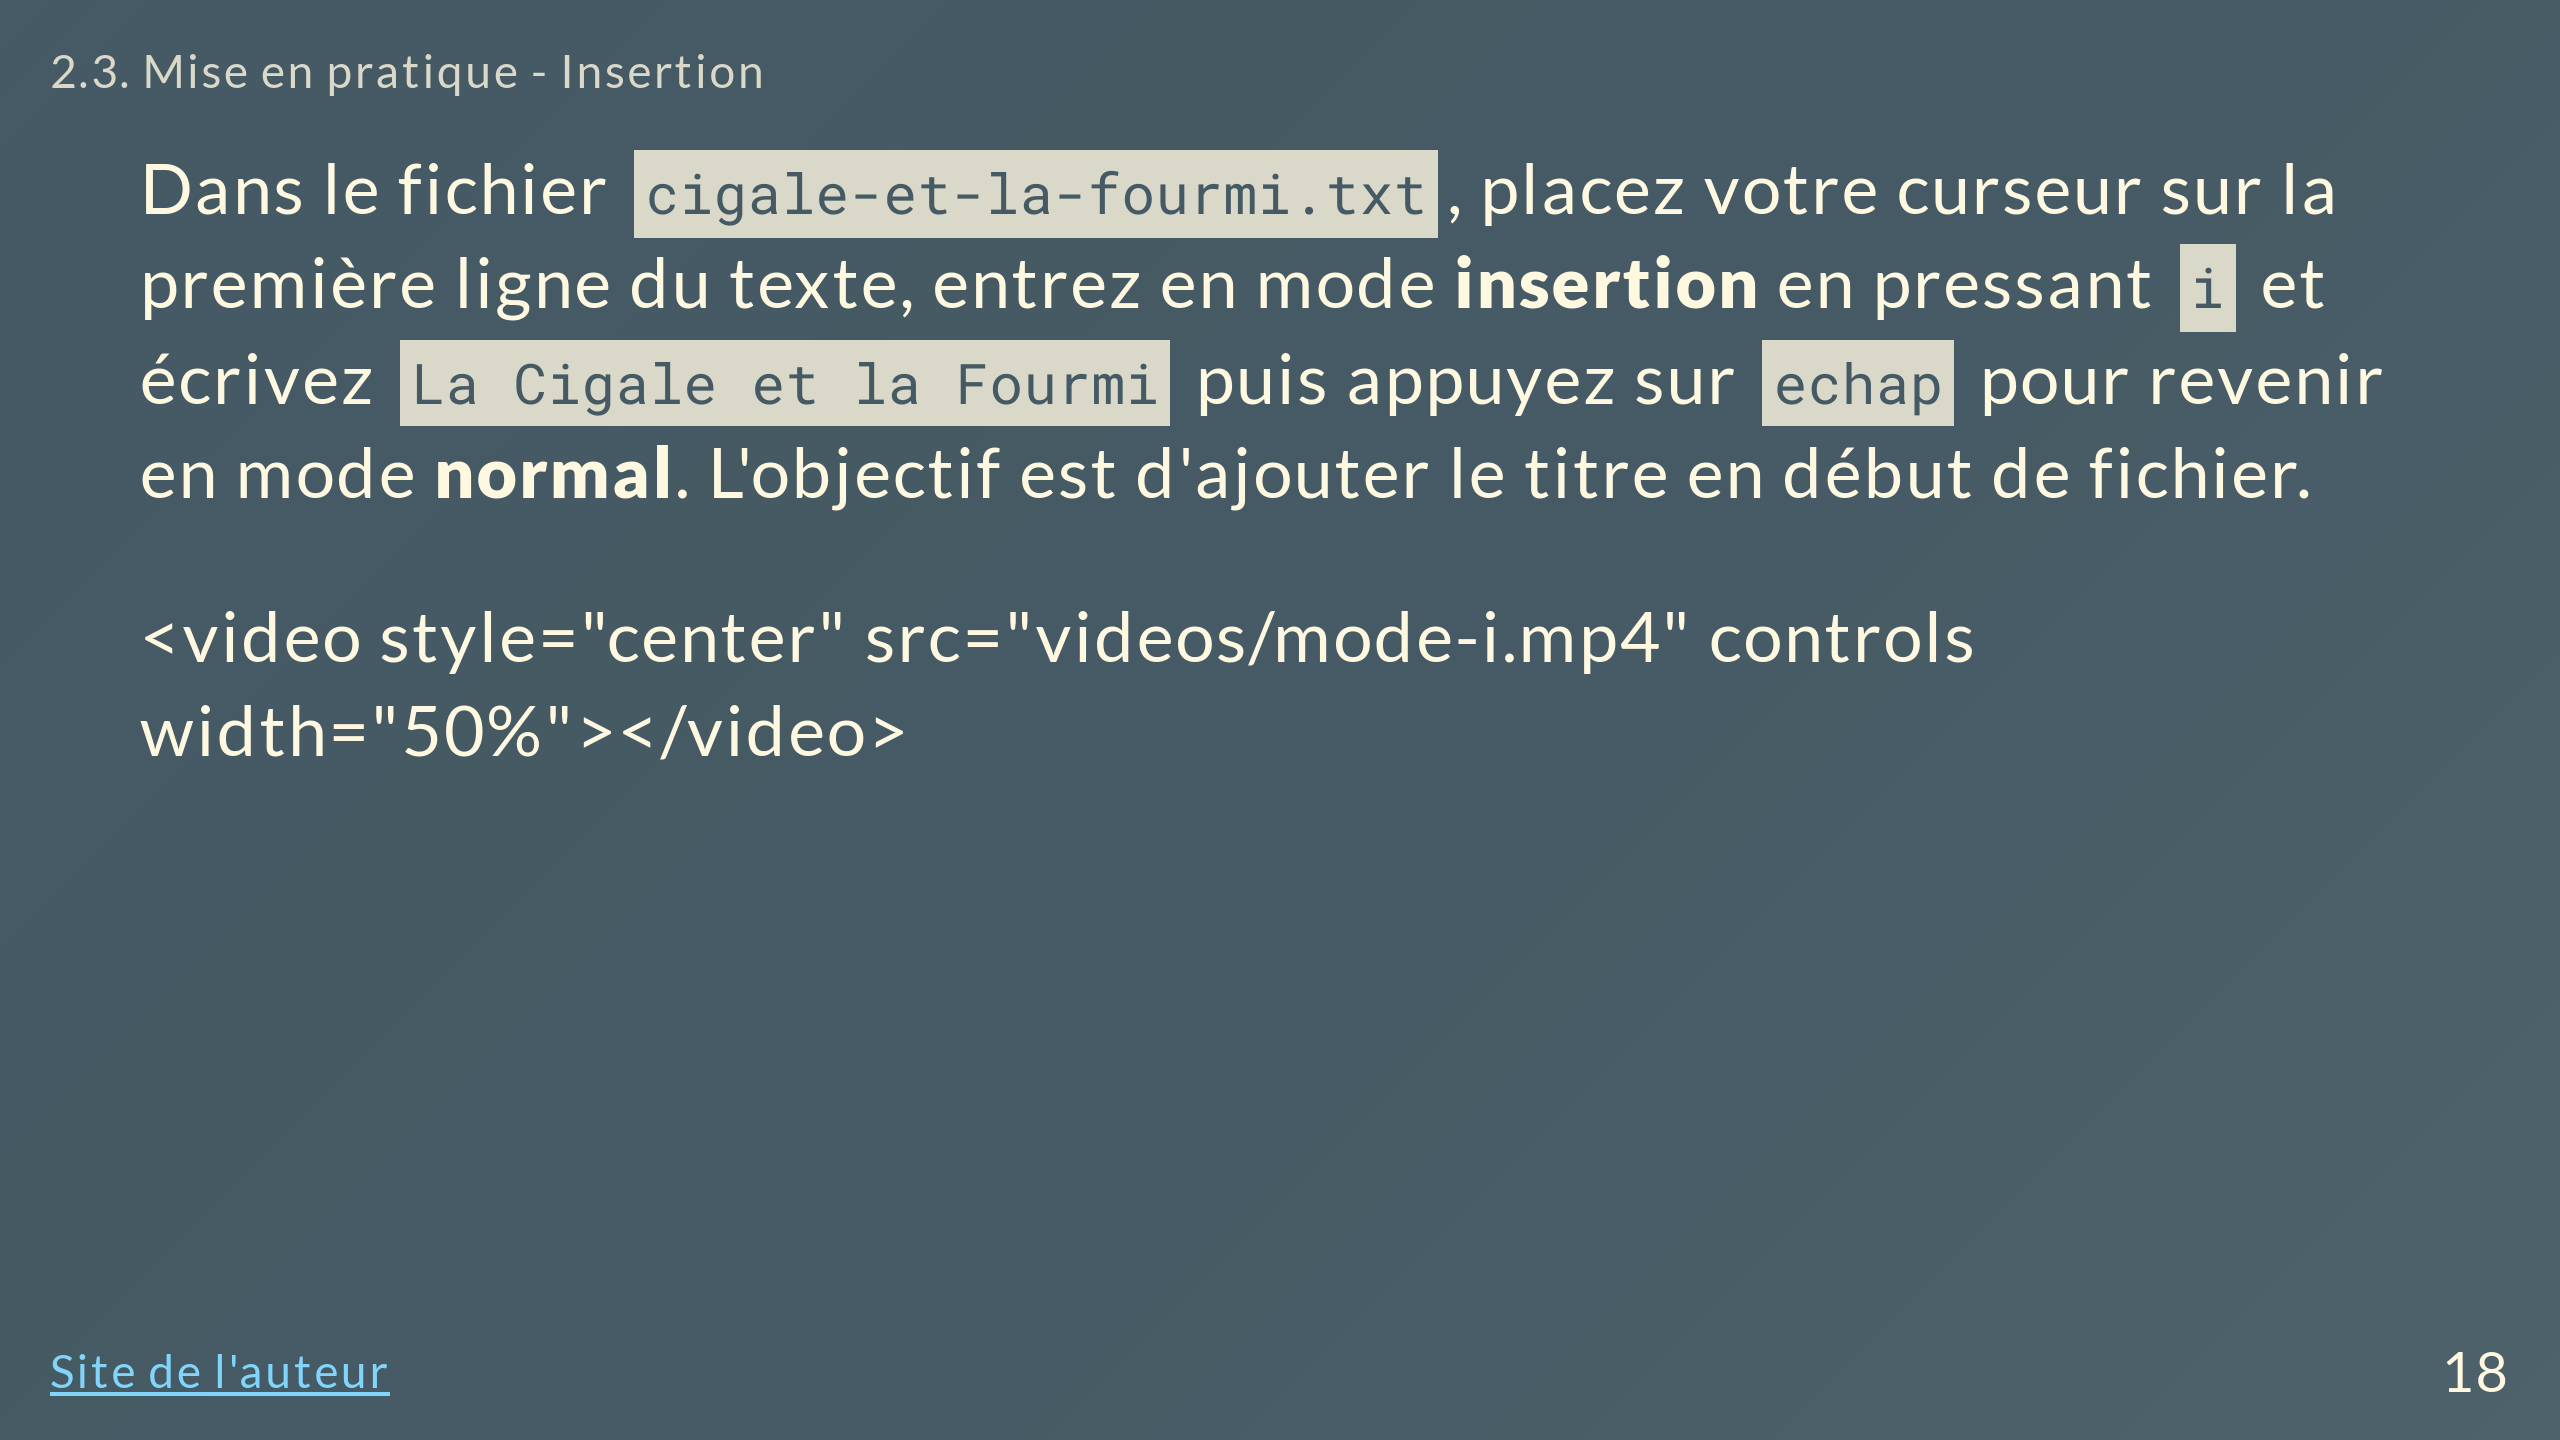 2.3. Mise en pratique - Insertion
Dans le fichier cigale-et-la-fourmi.txt, placez votre curseur sur la
première ligne du texte, entrez en mode insertion en pressant i et
écrivez La Cigale et la Fourmi puis appuyez sur echap pour revenir
en mode normal. L'objectif est d'ajouter le titre en début de fichier.
<video style="center" src="videos/mode-i.mp4" controls
width="50%"></video>
Site de l'auteur
18